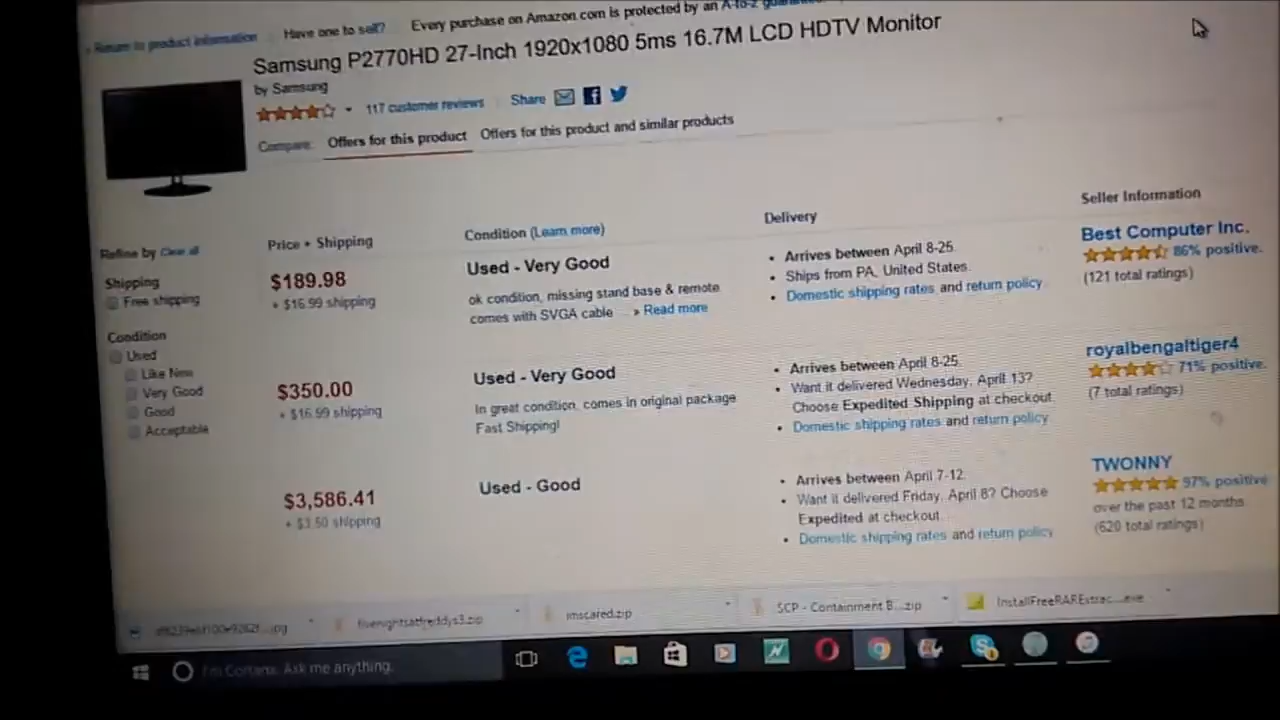 Return to product information
Have one to sell?
Every purchase on Amazon.com is protected by an A-to-z
Samsung P2770HD 27-Inch 1920x1080 5ms 16.7M LCD HDTV Monitor
by Samsung
117 customer reviews
Share
Compare:
Offers for this product
Offers for this product and similar products
Refine by Clear all
Shipping
Free shipping
Condition
Used
Like New
Very Good
Good
Acceptable
Price + Shipping
Condition (Learn more)
Delivery
Seller Information
$189.98
+ $16.99 shipping
Used - Very Good
ok condition, missing stand base & remote
comes with SVGA cable » Read more
• Arrives between April 8-25.
• Ships from PA, United States.
• Domestic shipping rates and return policy
Best Computer Inc.
86% positive.
(121 total ratings)
$350.00
+ $16.99 shipping
Used - Very Good
In great condition, comes in original package
Fast Shipping!
• Arrives between April 8-25.
• Want it delivered Wednesday, April 13?
Choose Expedited Shipping at checkout.
• Domestic shipping rates and return policy.
royalbengaltiger4
71% positive.
(7 total ratings)
$3,586.41
+ $3.50 shipping
Used - Good
• Arrives between April 7-12.
• Want it delivered Friday, April 8? Choose
Expedited at checkout.
• Domestic shipping rates and return policy
TWONNY
97% positive
over the past 12 months.
(620 total ratings)
fivenightsatfreddys3.zip
imscared.zip
SCP - Containment B...zip
InstallFreeRARExtrac....exe
I'm Cortana. Ask me anything.